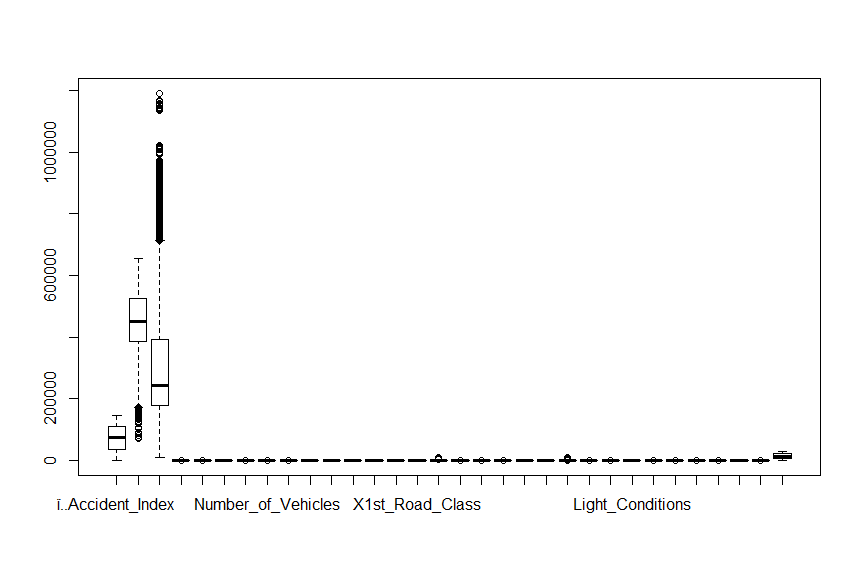 1000000
600000
200000
0
ï..Accident_Index Number_of_Vehicles X1st_Road_Class Light_Conditions